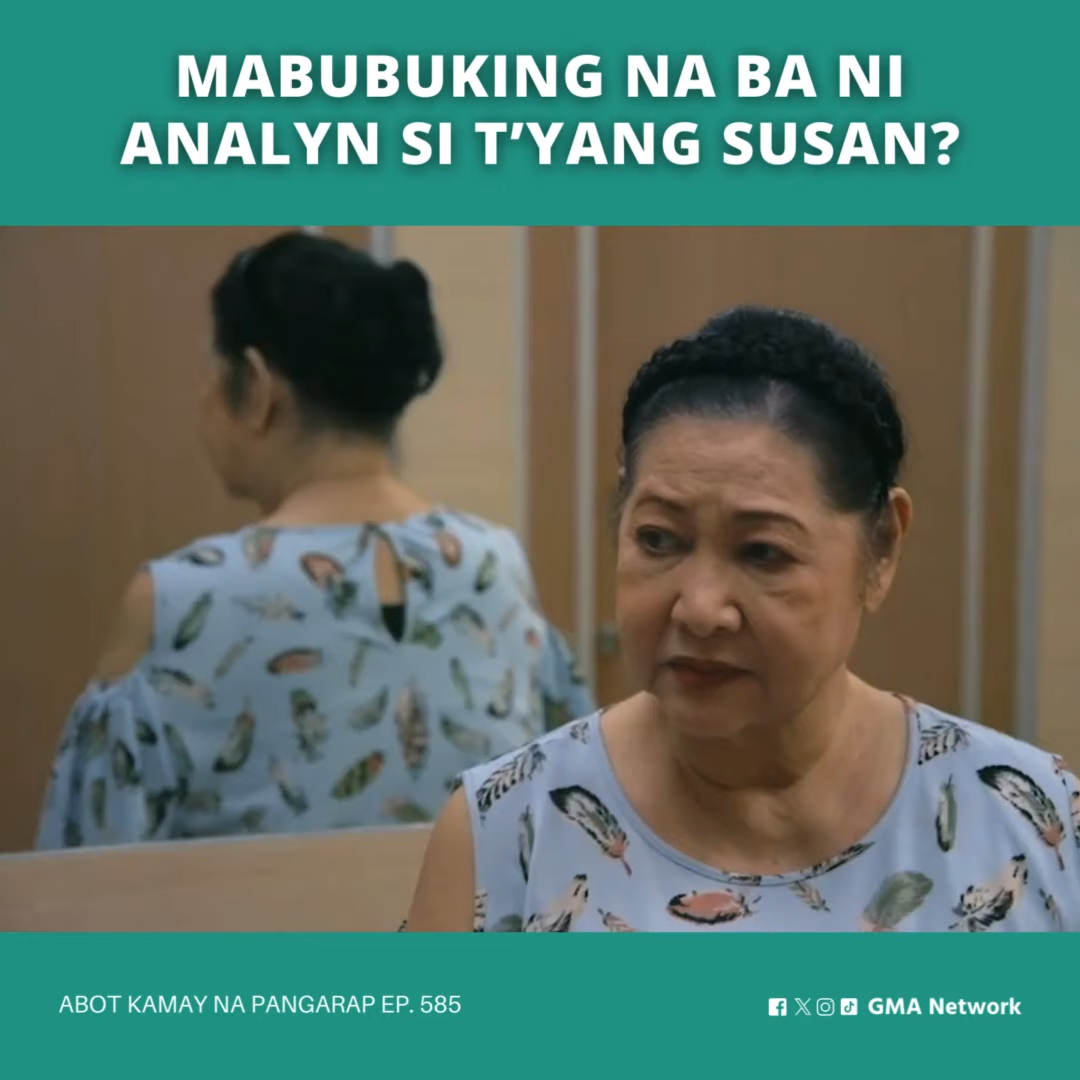 MABUBUKING NA BA NI
ANALYN SI T’YANG SUSAN?
ABOT KAMAY NA PANGARAP EP. 585
GMA Network